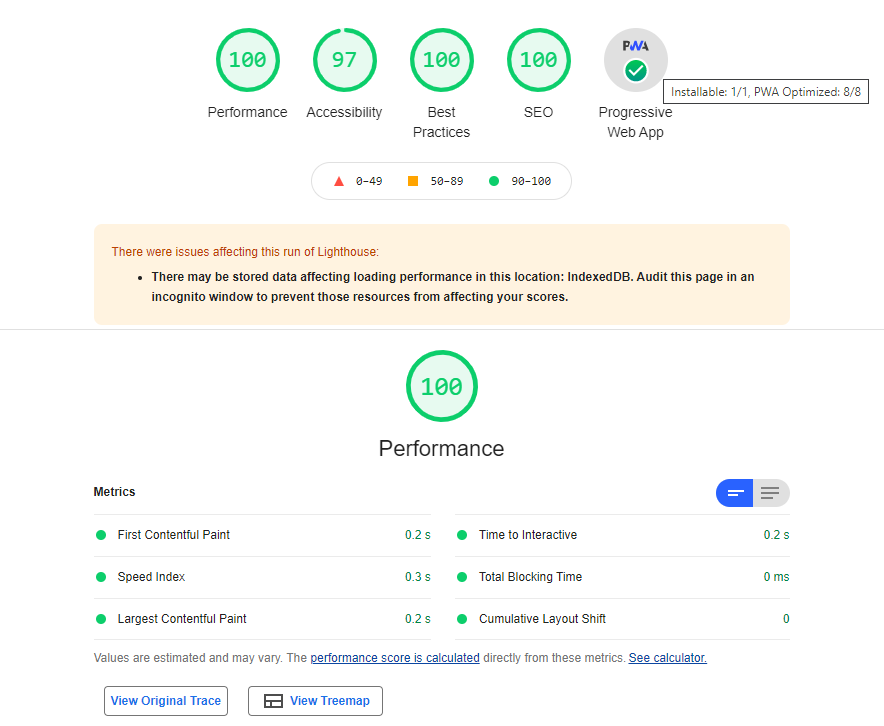 100
97
100
100
PWA
Installable: 1/1, PWA Optimized: 8/8
Performance
Accessibility
Best
Practices
SEO
Progressive
Web App
0–49
50–89
90–100
There were issues affecting this run of Lighthouse:
• There may be stored data affecting loading performance in this location: IndexedDB. Audit this page in an
incognito window to prevent those resources from affecting your scores.
100
Performance
Metrics
First Contentful Paint 0.2 s
Time to Interactive 0.2 s
Speed Index 0.3 s
Total Blocking Time 0 ms
Largest Contentful Paint 0.2 s
Cumulative Layout Shift 0
Values are estimated and may vary. The performance score is calculated directly from these metrics. See calculator.
View Original Trace
View Treemap